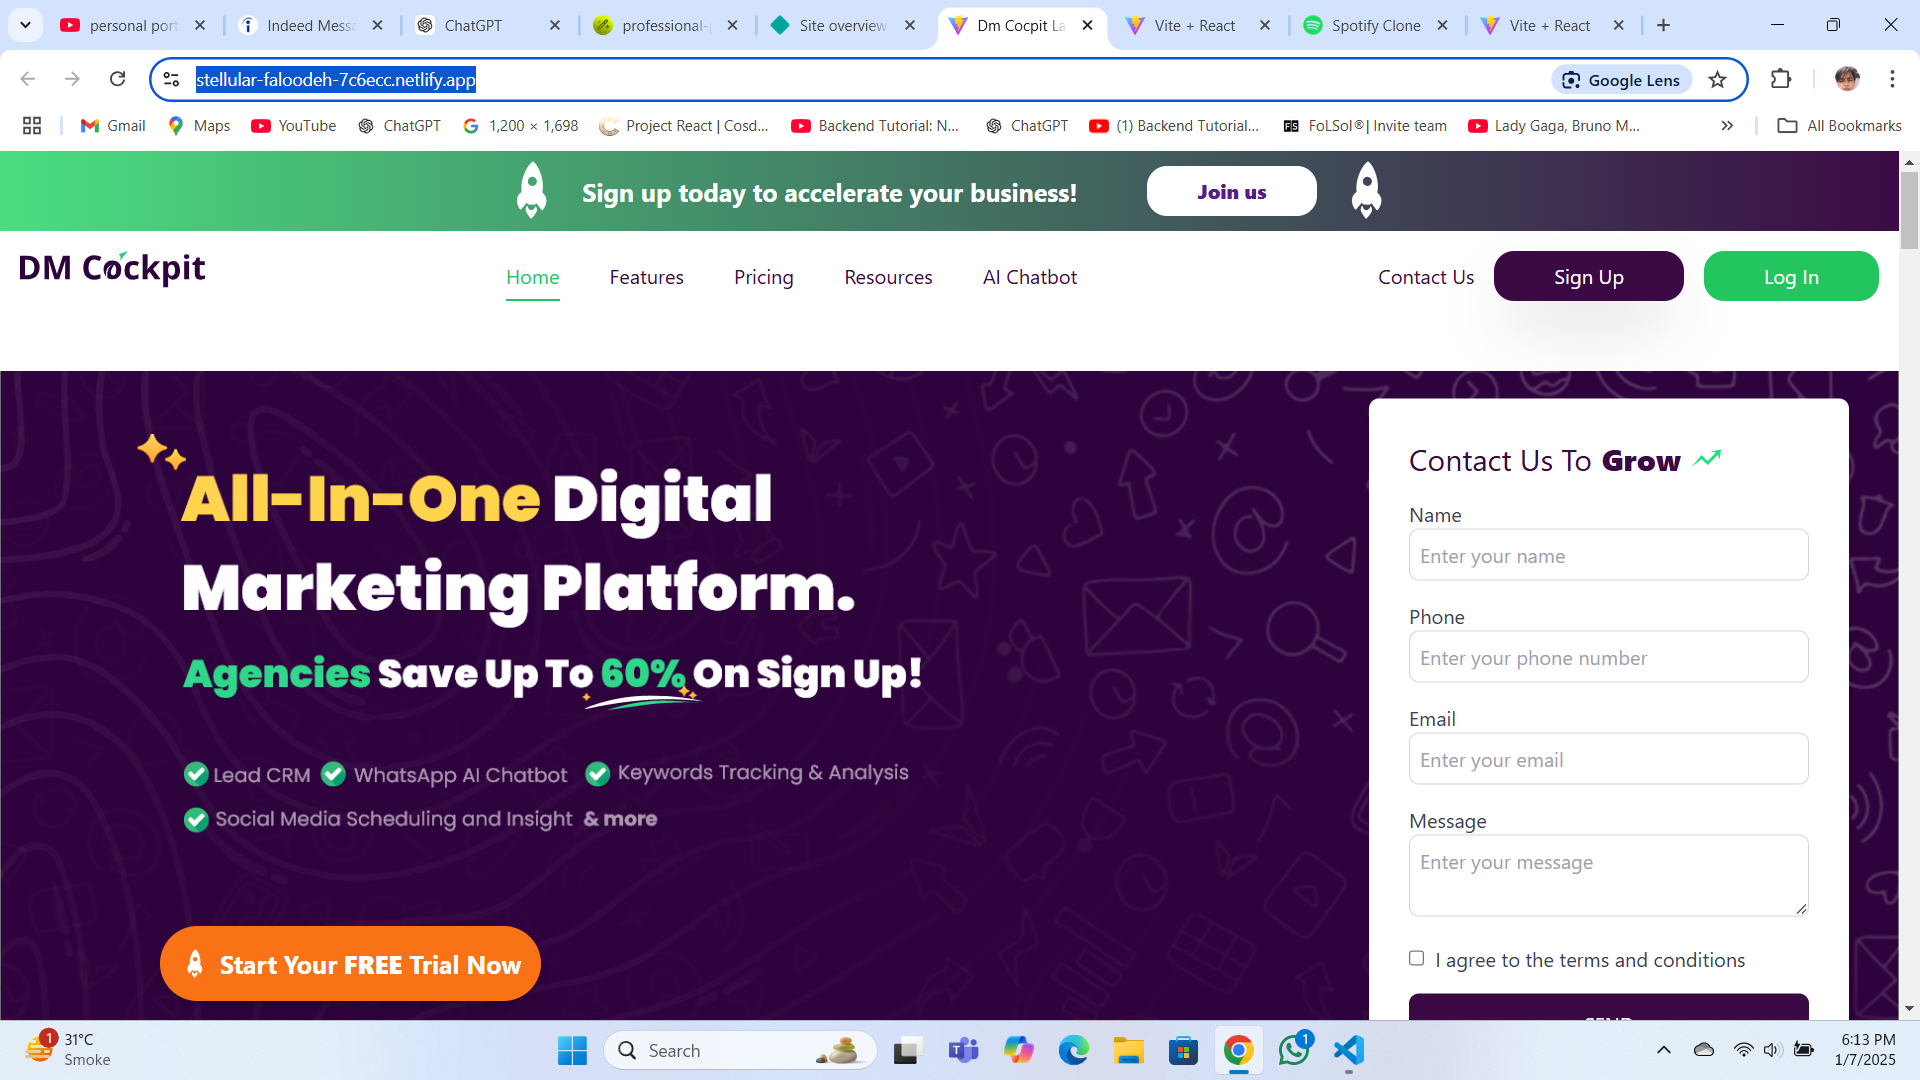 personal port
Indeed Messa
ChatGPT
professional-
Site overview
Dm Cocpit La
Vite + React
Spotify Clone
Vite + React
stellular-faloodeh-7c6ecc.netlify.app
Google Lens
Gmail
Maps
YouTube
ChatGPT
1,200 × 1,698
Project React | Cosd...
Backend Tutorial: N...
ChatGPT
(1) Backend Tutorial...
FS
FoLSol®| Invite team
Lady Gaga, Bruno M...
All Bookmarks
Sign up today to accelerate your business!
Join us
DM Cockpit
Home
Features
Pricing
Resources
AI Chatbot
Contact Us
Sign Up
Log In
All-In-One Digital
Marketing Platform.
Agencies Save Up To 60% On Sign Up!
Lead CRM
WhatsApp AI Chatbot
Keywords Tracking & Analysis
Social Media Scheduling and Insight & more
Start Your FREE Trial Now
Contact Us To Grow
Name
Enter your name
Phone
Enter your phone number
Email
Enter your email
Message
Enter your message
I agree to the terms and conditions
SEND
1
31°C
Smoke
Search
1
6:13 PM
1/7/2025